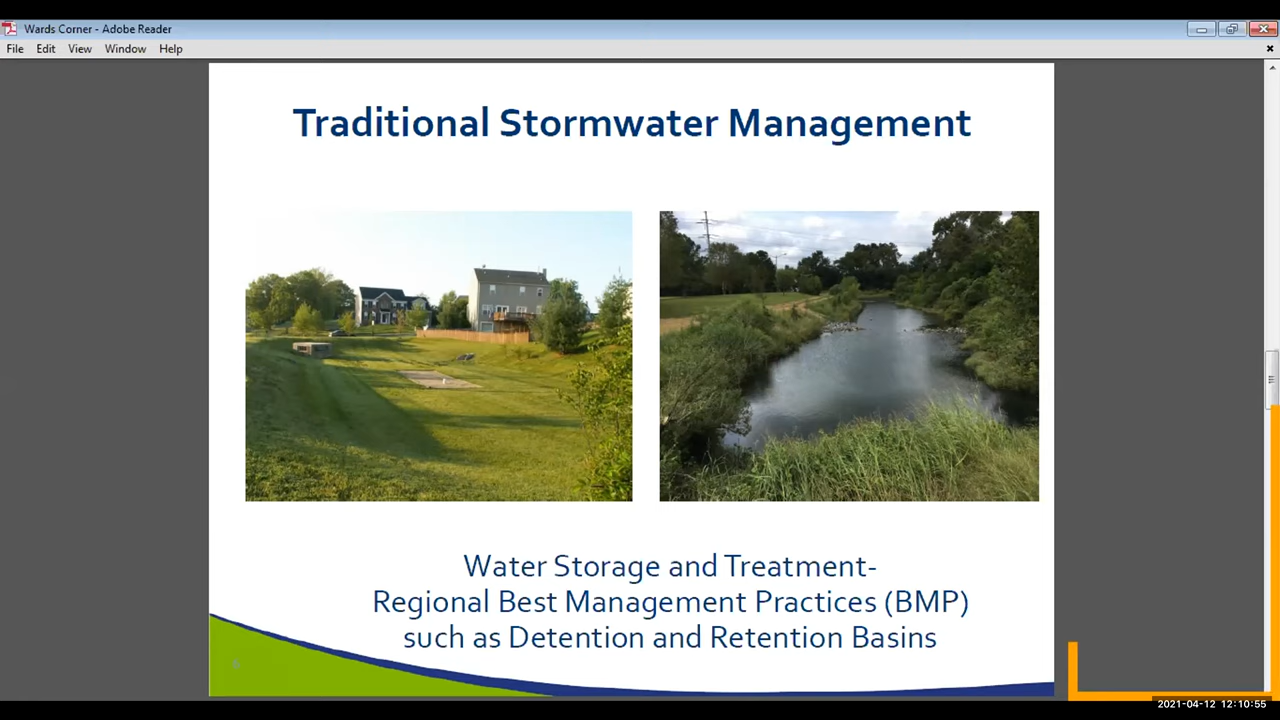 Wards Corner - Adobe Reader
File Edit View Window Help
Traditional Stormwater Management
Water Storage and Treatment-
Regional Best Management Practices (BMP)
such as Detention and Retention Basins
2021-04-12 12:10:55